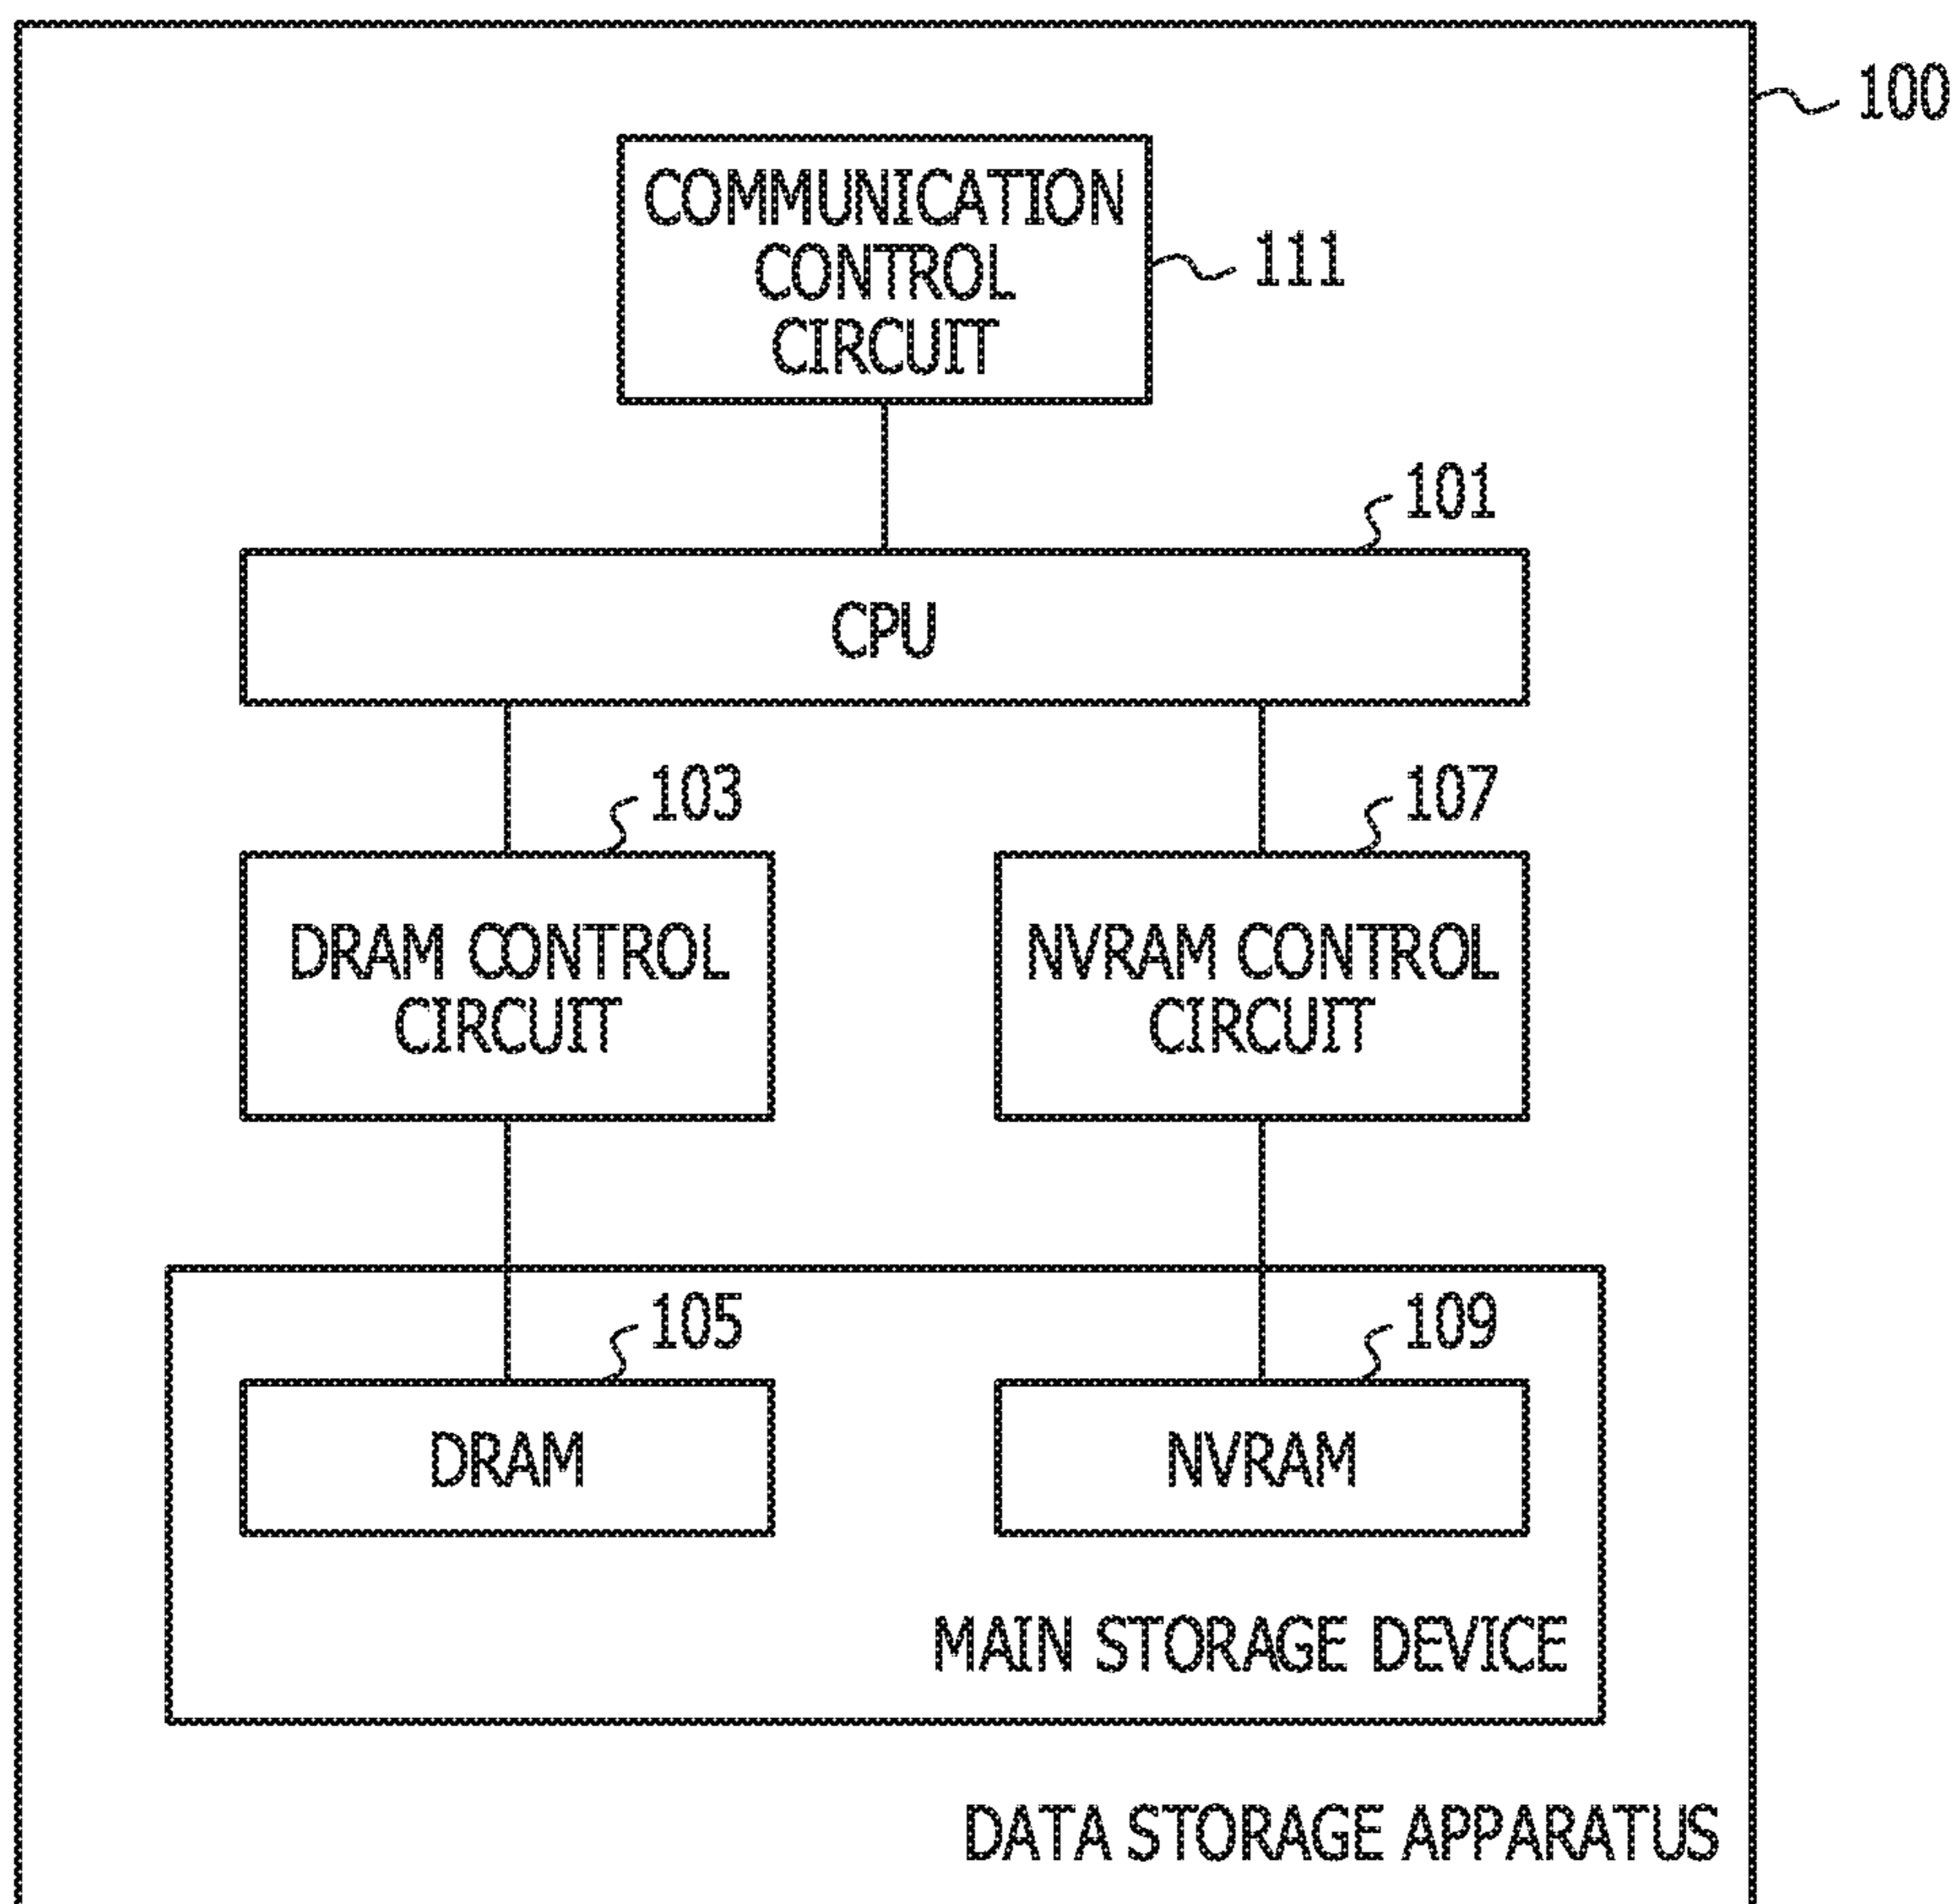 100
COMMUNICATION
CONTROL
CIRCUIT
111
101
CPU
103
107
DRAM CONTROL
CIRCUIT
NVRAM CONTROL
CIRCUIT
105
109
DRAM
NVRAM
MAIN STORAGE DEVICE
DATA STORAGE APPARATUS